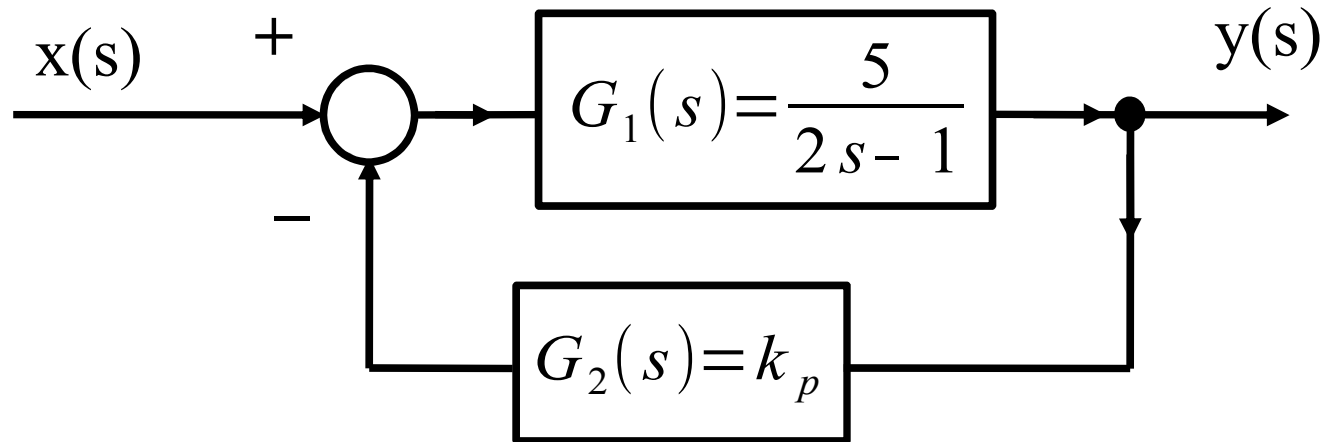 x(s)
+
G₁(s)=5/(2s- 1)
y(s)
−
G₂(s)=kₚ